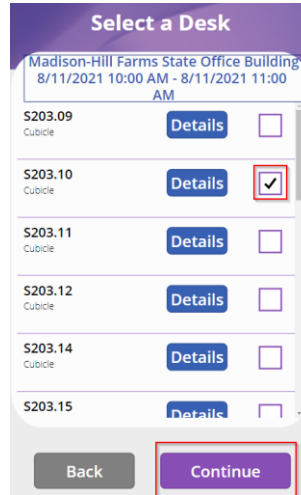 Select a Desk
Madison-Hill Farms State Office Building
8/11/2021 10:00 AM - 8/11/2021 11:00
AM
S203.09
Cubicle
Details
S203.10
Cubicle
Details
S203.11
Cubicle
Details
S203.12
Cubicle
Details
S203.14
Cubicle
Details
S203.15
Details
Back
Continue